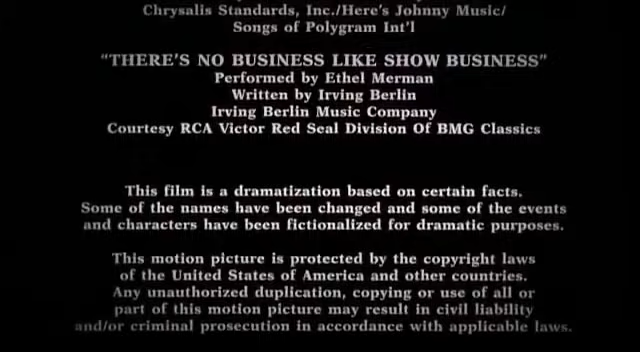 Chrysalis Standards, Inc./Here's Johnny Music/
Songs of Polygram Int'l
"THERE'S NO BUSINESS LIKE SHOW BUSINESS"
Performed by Ethel Merman
Written by Irving Berlin
Irving Berlin Music Company
Courtesy RCA Victor Red Seal Division Of BMG Classics
This film is a dramatization based on certain facts.
Some of the names have been changed and some of the events
and characters have been fictionalized for dramatic purposes.
This motion picture is protected by the copyright laws
of the United States of America and other countries.
Any unauthorized duplication, copying or use of all or
part of this motion picture may result in civil liability
and/or criminal prosecution in accordance with applicable laws.